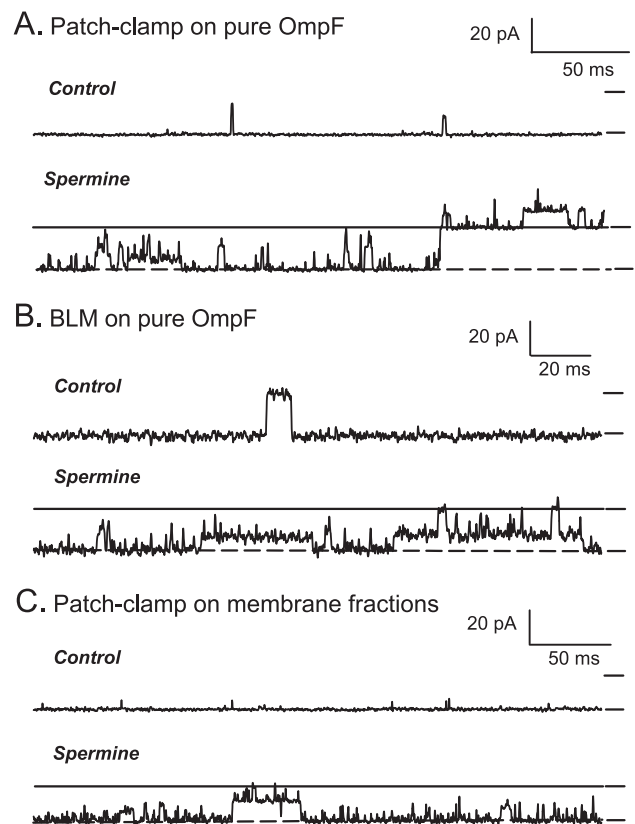 A. Patch-clamp on pure OmpF
20 pA
50 ms
Control
Spermine
B. BLM on pure OmpF
20 pA
20 ms
Control
Spermine
C. Patch-clamp on membrane fractions
20 pA
50 ms
Control
Spermine